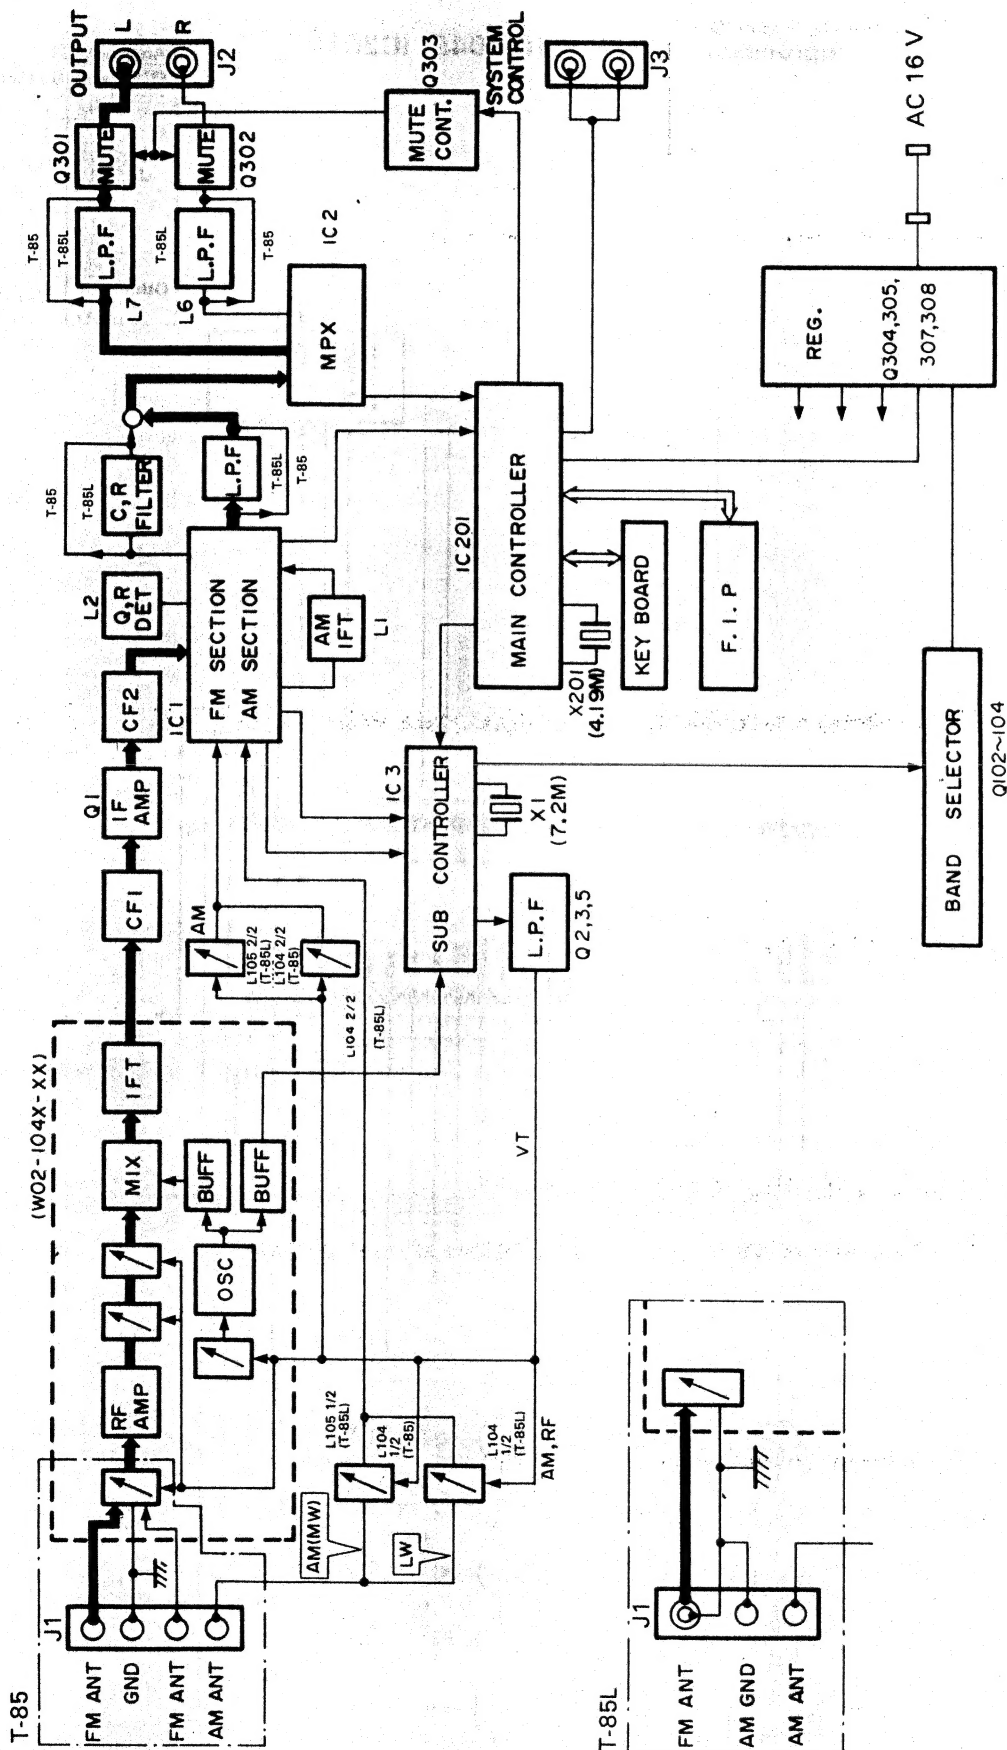 T-85
FM ANT
GND
FM ANT
AM ANT
J1
(W02-104X-XX)
RF
AMP
MIX
IFT
OSC
BUFF
BUFF
CF1
Q1
IF
AMP
CF2
L2
Q,R
DET
T-85
T-85L
C,R
FILTER
IC1
FM SECTION
AM SECTION
L.P.F
T-85L
T-85
AM
IFT
L1
MPX
IC2
T-85
T-85L
L.P.F
L7
Q301
MUTE
T-85L
L.P.F
L6
T-85
MUTE
Q302
OUTPUT
L
R
J2
MUTE
CONT.
Q303
SYSTEM
CONTROL
J3
AM
L105 2/2
(T-85L)
L104 2/2
(T-85)
L104 2/2
(T-85L)
AM(MW)
L105 1/2
(T-85L)
L104
1/2
(T-85)
LW
L104
1/2
(T-85L)
AM,RF
VT
IC3
SUB CONTROLLER
X1
(7.2M)
L.P.F
Q2,3,5
IC201
MAIN CONTROLLER
X201
(4.19M)
KEY BOARD
F.I.P
REG.
Q304,305,
307,308
AC 16 V
BAND SELECTOR
Q102~104
T-85L
FM ANT
AM GND
AM ANT
J1